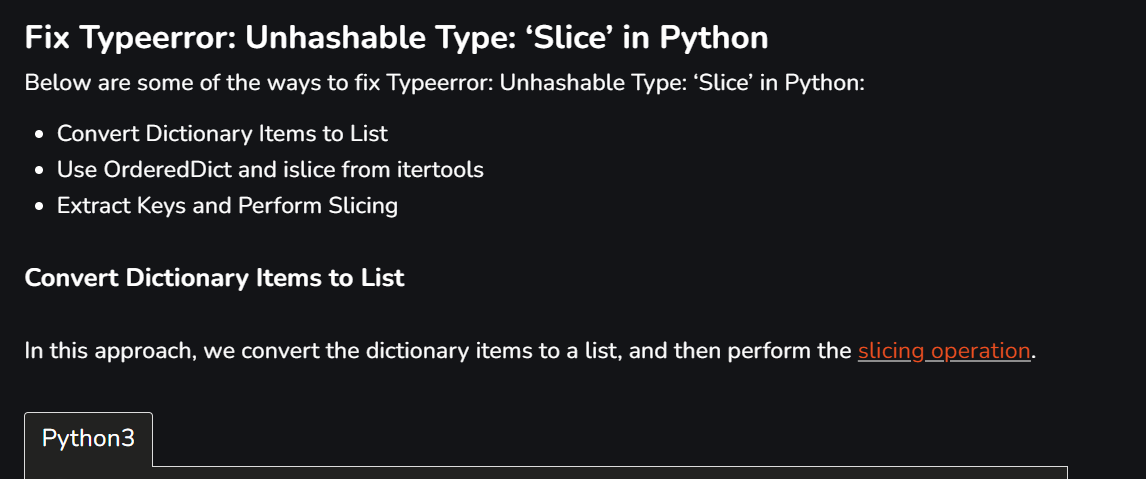 Fix Typeerror: Unhashable Type: ‘Slice’ in Python
Below are some of the ways to fix Typeerror: Unhashable Type: ‘Slice’ in Python:
• Convert Dictionary Items to List
• Use OrderedDict and islice from itertools
• Extract Keys and Perform Slicing
Convert Dictionary Items to List
In this approach, we convert the dictionary items to a list, and then perform the slicing operation.
Python3